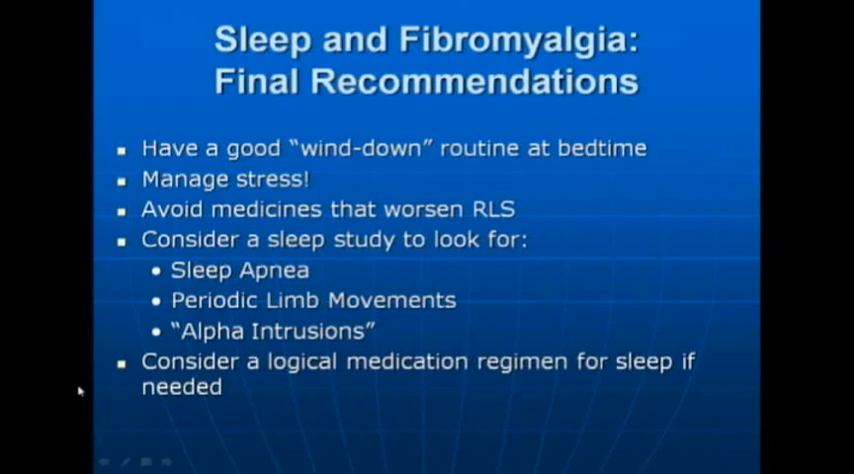 Sleep and Fibromyalgia:
Final Recommendations
Have a good “wind-down” routine at bedtime
Manage stress!
Avoid medicines that worsen RLS
Consider a sleep study to look for:
Sleep Apnea
Periodic Limb Movements
“Alpha Intrusions”
Consider a logical medication regimen for sleep if
needed